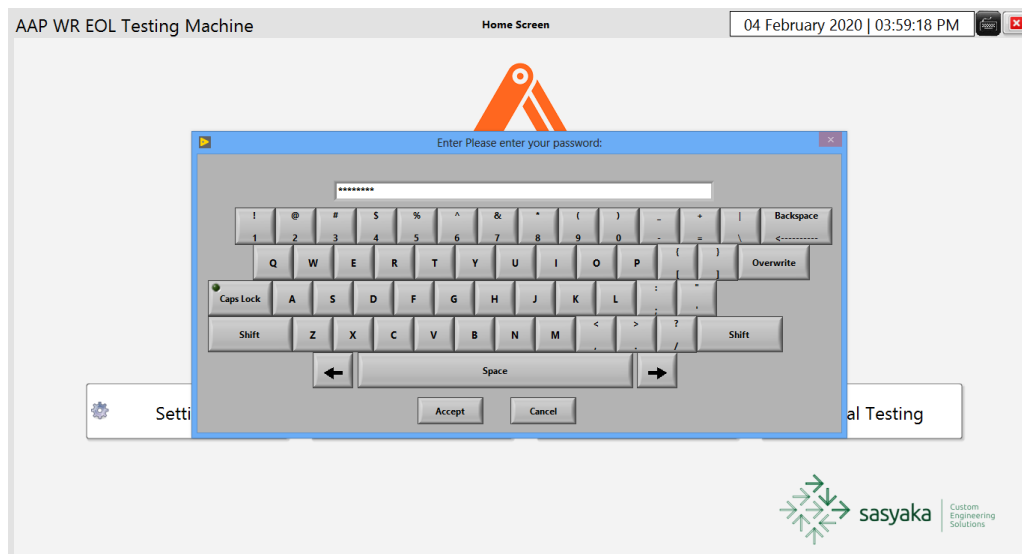 AAP WR EOL Testing Machine
Home Screen
04 February 2020 | 03:59:18 PM
Enter Please enter your password:
********
! @ # $ % ^ & * ( ) _ + | Backspace
1 2 3 4 5 6 7 8 9 0 - = \ <----------
Q W E R T Y U I O P { } Overwrite
[ ]
Caps Lock A S D F G H J K L : "
; '
Shift Z X C V B N M < > ? Shift
, . /
Space
Accept Cancel
Setti
al Testing
sasyaka
Custom
Engineering
Solutions